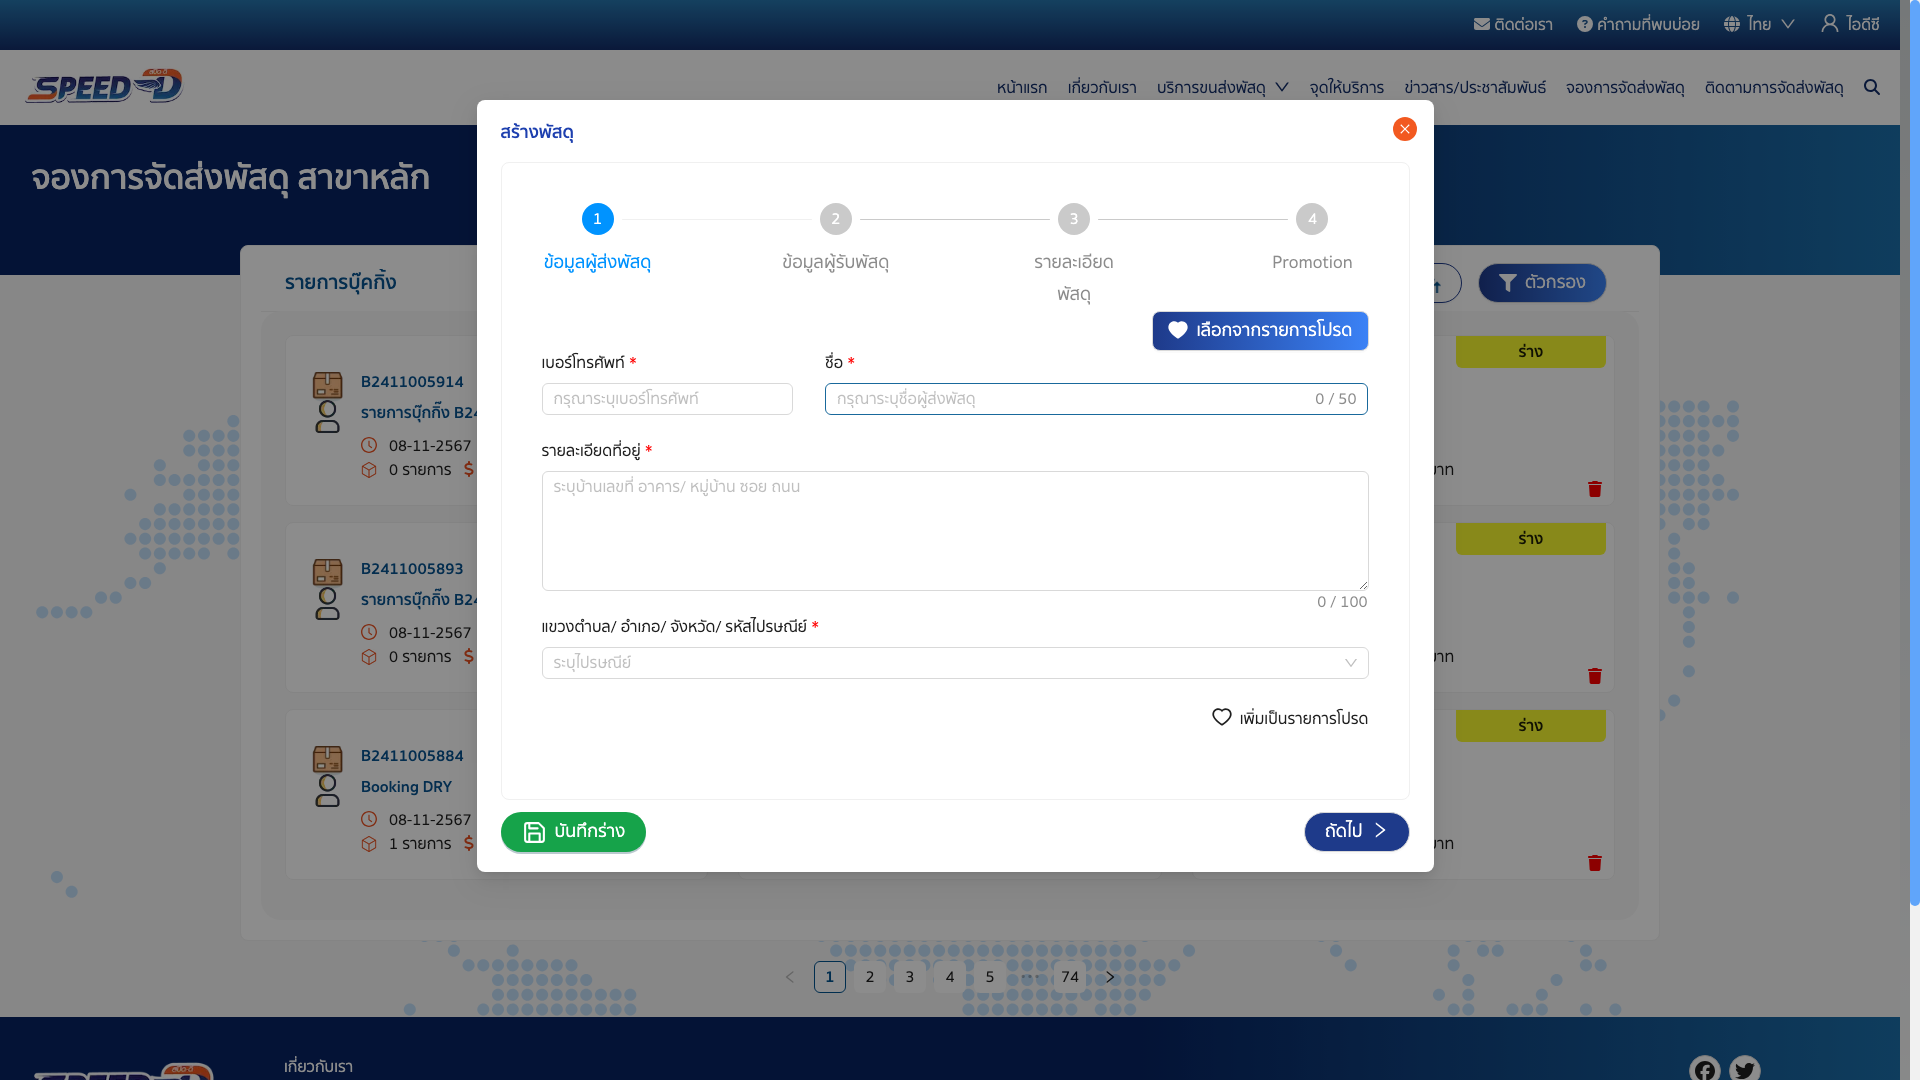 ติดต่อเรา
คำถามที่พบบ่อย
ไทย
ไอดีซี
สปีด-ดี
SPEED-D
หน้าแรก
เกี่ยวกับเรา
บริการขนส่งพัสดุ
จุดให้บริการ
ข่าวสาร/ประชาสัมพันธ์
จองการจัดส่งพัสดุ
ติดตามการจัดส่งพัสดุ
จองการจัดส่งพัสดุ สาขาหลัก
รายการบุ๊คกิ้ง
ตัวกรอง
สร้างพัสดุ
1
2
3
4
ข้อมูลผู้ส่งพัสดุ
ข้อมูลผู้รับพัสดุ
รายละเอียด
พัสดุ
Promotion
เลือกจากรายการโปรด
เบอร์โทรศัพท์ *
ชื่อ *
กรุณาระบุเบอร์โทรศัพท์
กรุณาระบุชื่อผู้ส่งพัสดุ
0 / 50
รายละเอียดที่อยู่ *
ระบุบ้านเลขที่ อาคาร/ หมู่บ้าน ซอย ถนน
0 / 100
แขวงตำบล/ อำเภอ/ จังหวัด/ รหัสไปรษณีย์ *
ระบุไปรษณีย์
เพิ่มเป็นรายการโปรด
บันทึกร่าง
ถัดไป
B2411005914
รายการบุ๊กกิ๊ง B24
08-11-2567
0 รายการ $
ร่าง
บาท
B2411005893
รายการบุ๊กกิ๊ง B24
08-11-2567
0 รายการ $
ร่าง
บาท
B2411005884
Booking DRY
08-11-2567
1 รายการ $
ร่าง
บาท
1
2
3
4
5
•••
74
สปีด-ดี
SPEED-D
เกี่ยวกับเรา